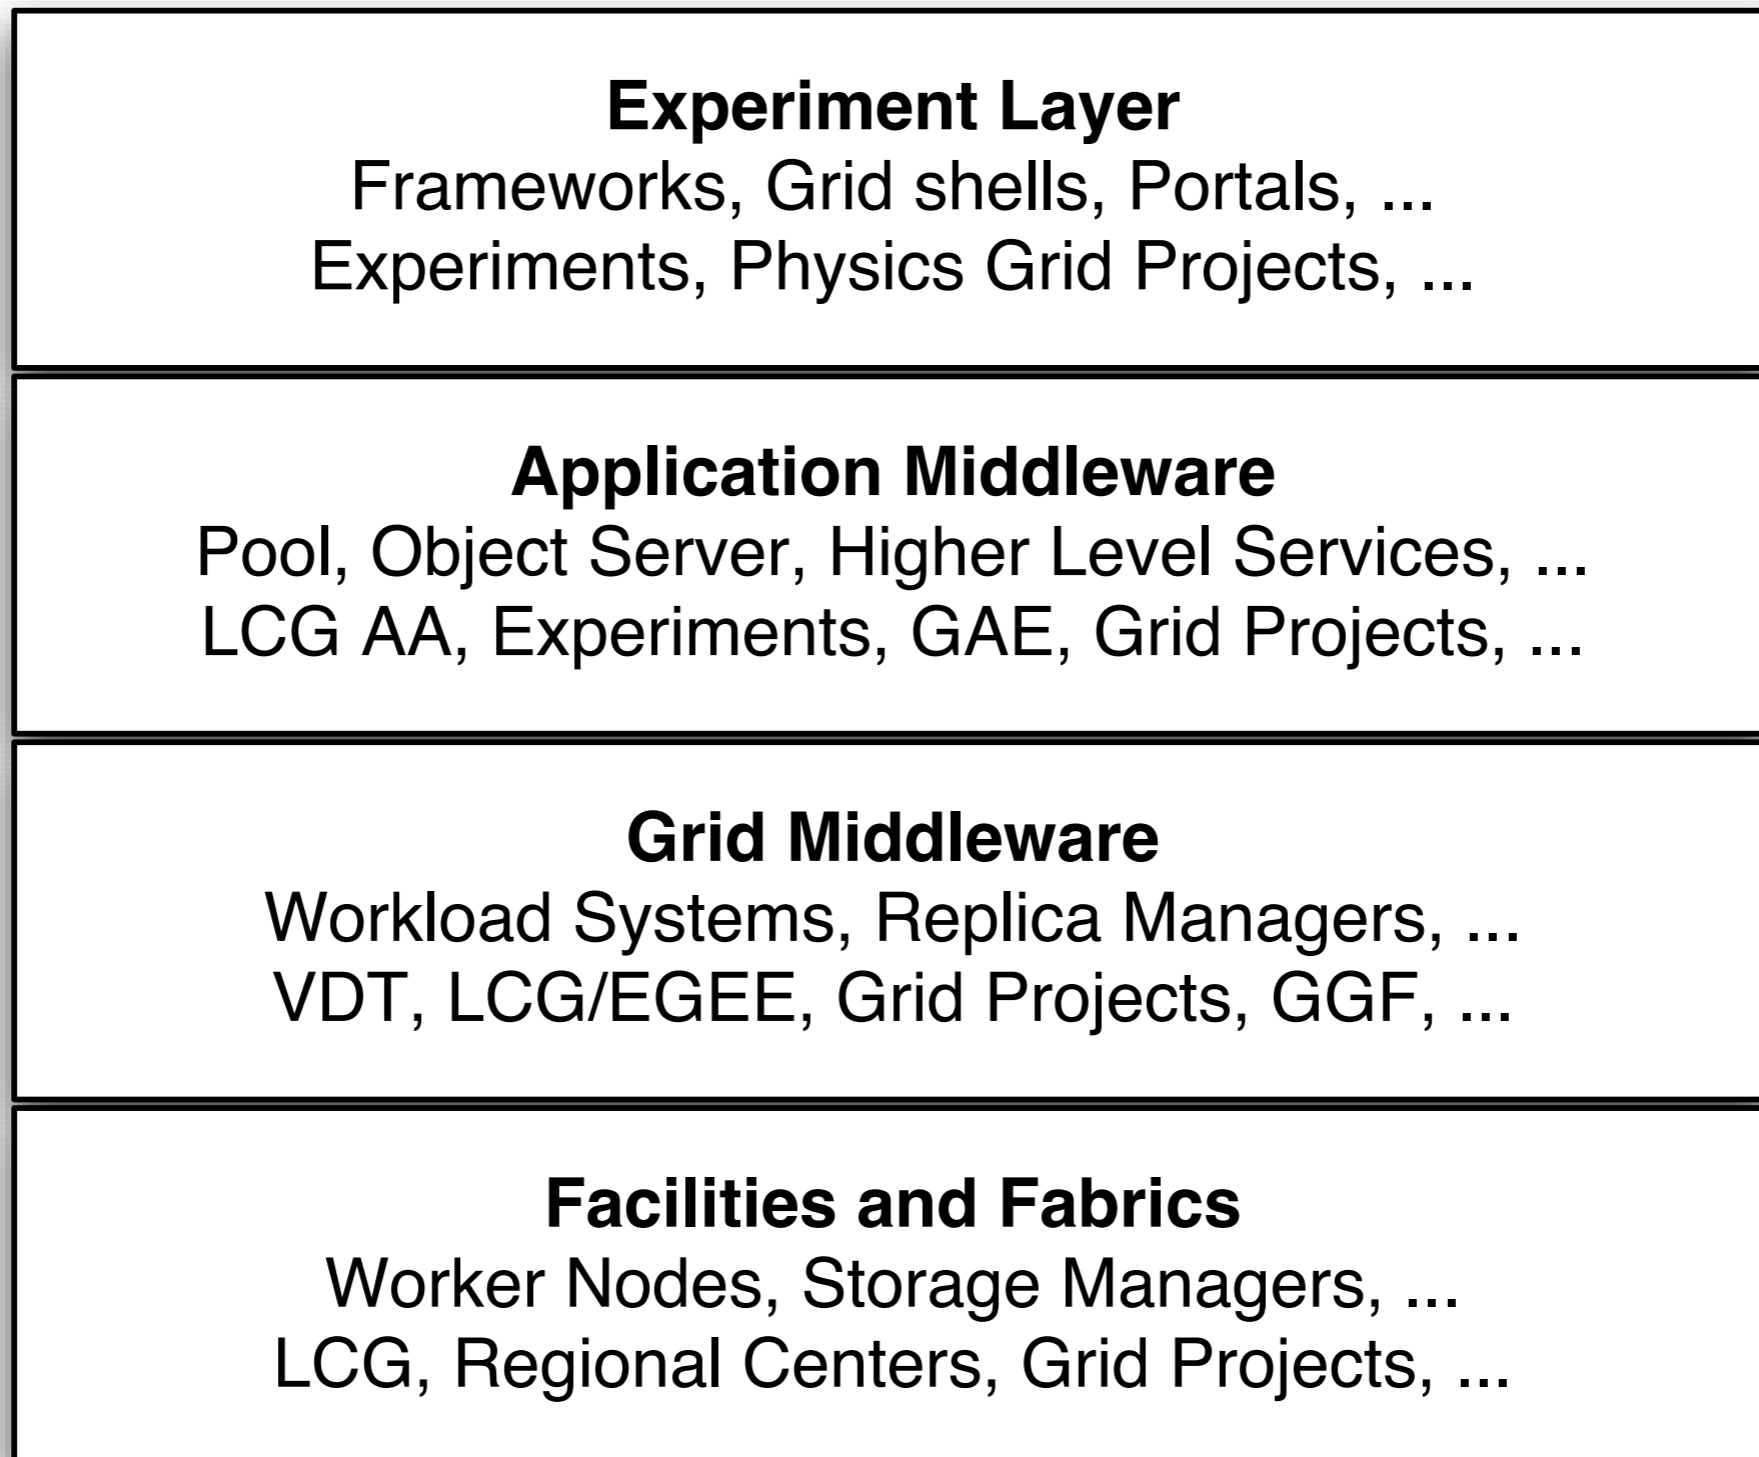 Experiment Layer
Frameworks, Grid shells, Portals, ...
Experiments, Physics Grid Projects, ...
Application Middleware
Pool, Object Server, Higher Level Services, ...
LCG AA, Experiments, GAE, Grid Projects, ...
Grid Middleware
Workload Systems, Replica Managers, ...
VDT, LCG/EGEE, Grid Projects, GGF, ...
Facilities and Fabrics
Worker Nodes, Storage Managers, ...
LCG, Regional Centers, Grid Projects, ...